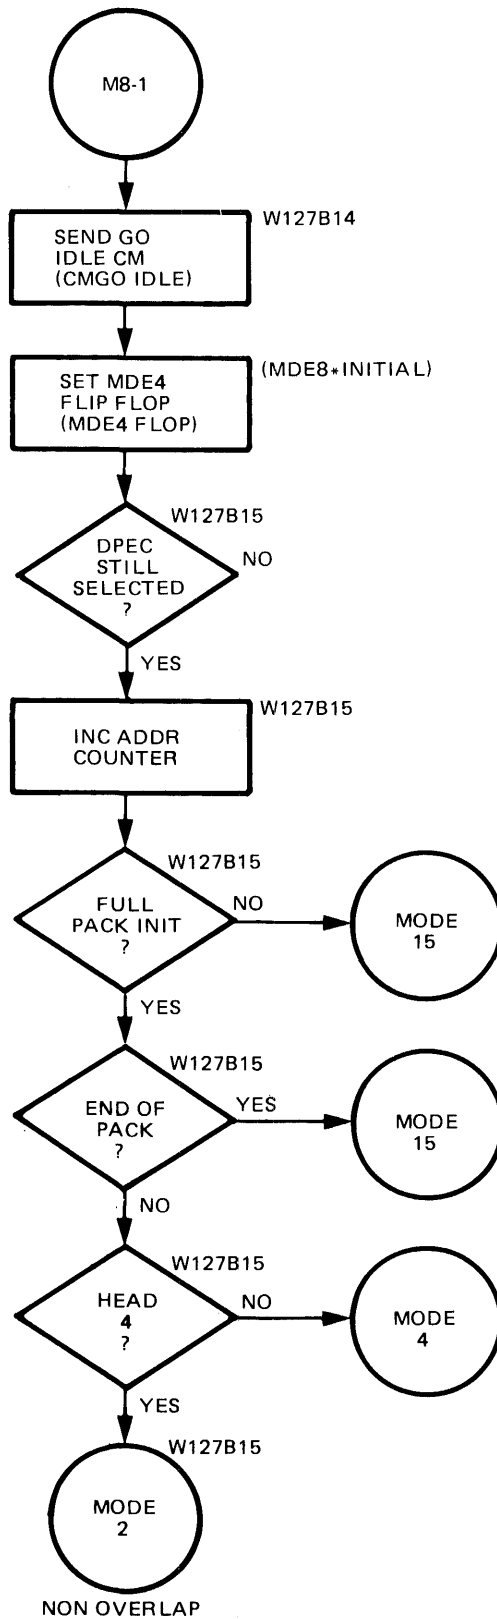 M8-1
W127B14
SEND GO
IDLE CM
(CMGO IDLE)
(MDE8*INITIAL)
SET MDE4
FLIP FLOP
(MDE4 FLOP)
W127B15
DPEC
STILL
SELECTED
?
NO
YES
W127B15
INC ADDR
COUNTER
W127B15
FULL
PACK INIT
?
NO
MODE
15
YES
W127B15
END OF
PACK
?
YES
MODE
15
NO
W127B15
HEAD
4
?
NO
MODE
4
YES
W127B15
MODE
2
NON OVERLAP